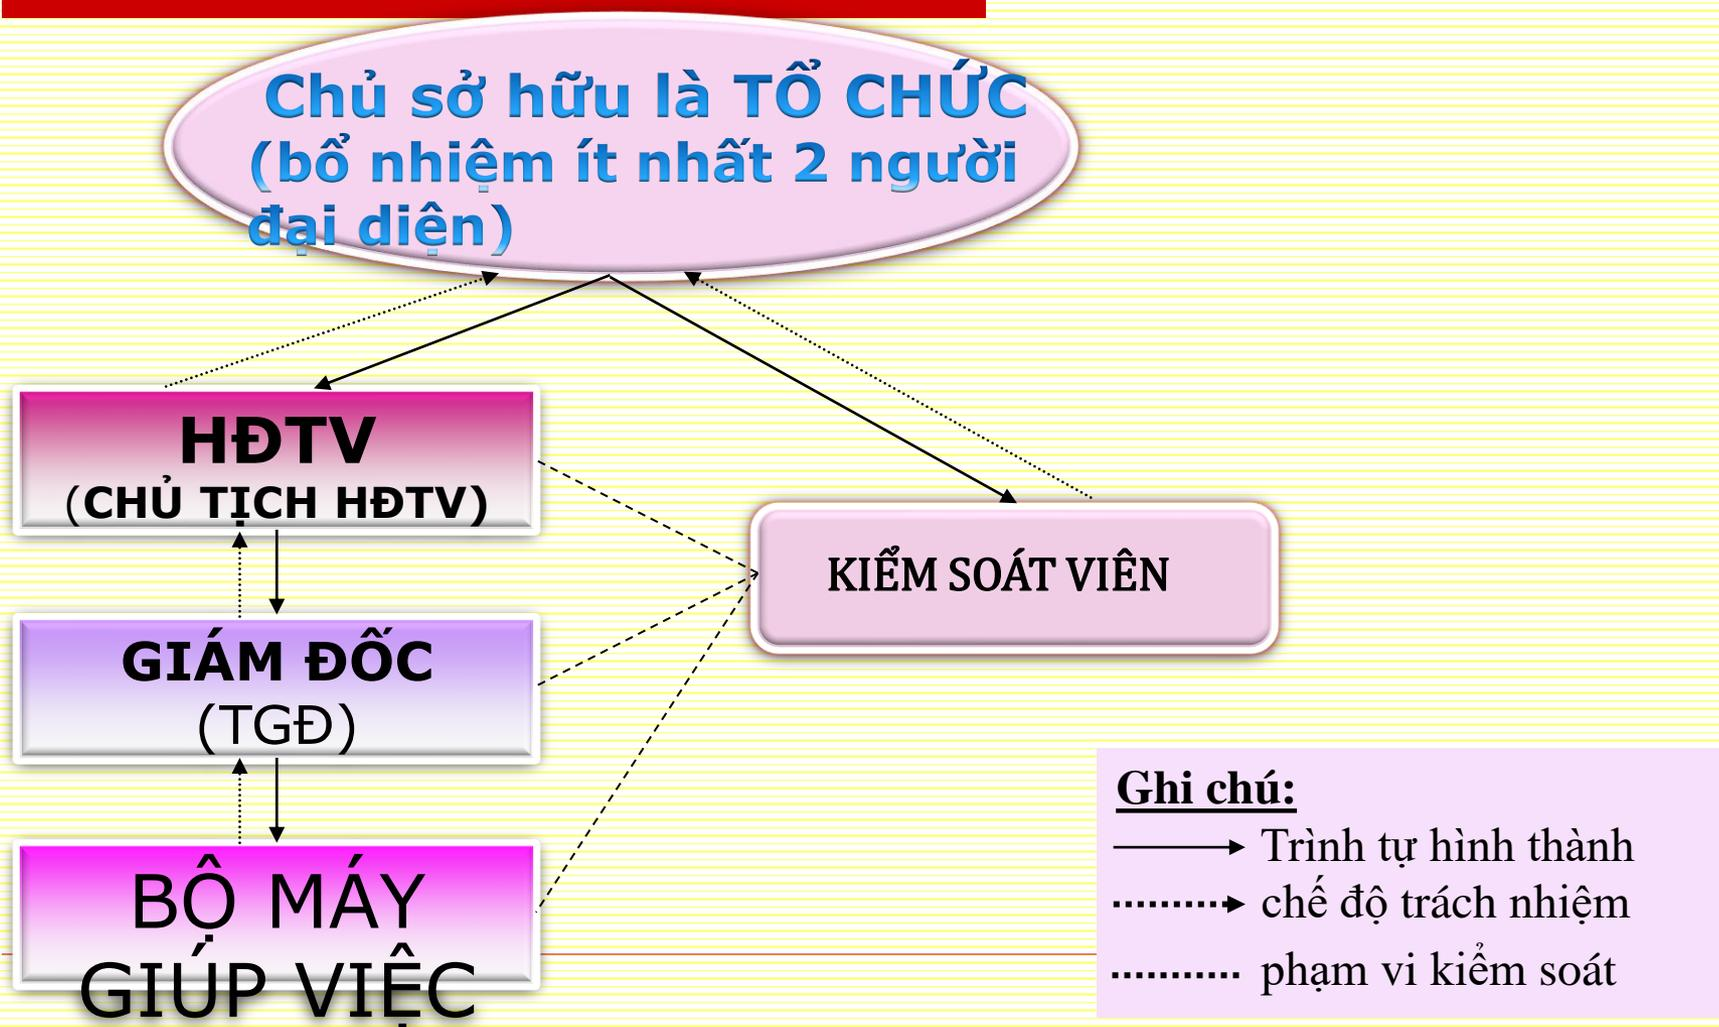 Chủ sở hữu là TỔ CHỨC
(bổ nhiệm ít nhất 2 người
đại diện)
HĐTV
(CHỦ TỊCH HĐTV)
KIỂM SOÁT VIÊN
GIÁM ĐỐC
(TGĐ)
BỘ MÁY
GIÚP VIỆC
Ghi chú:
Trình tự hình thành
chế độ trách nhiệm
phạm vi kiểm soát